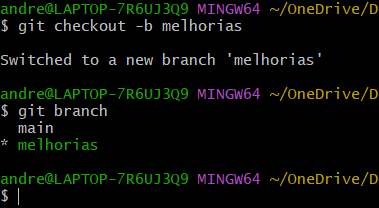 andre@LAPTOP-7R6UJ3Q9 MINGW64 ~/OneDrive/D
$ git checkout -b melhorias
Switched to a new branch 'melhorias'
andre@LAPTOP-7R6UJ3Q9 MINGW64 ~/OneDrive/D
$ git branch
  main
* melhorias
andre@LAPTOP-7R6UJ3Q9 MINGW64 ~/OneDrive/D
$